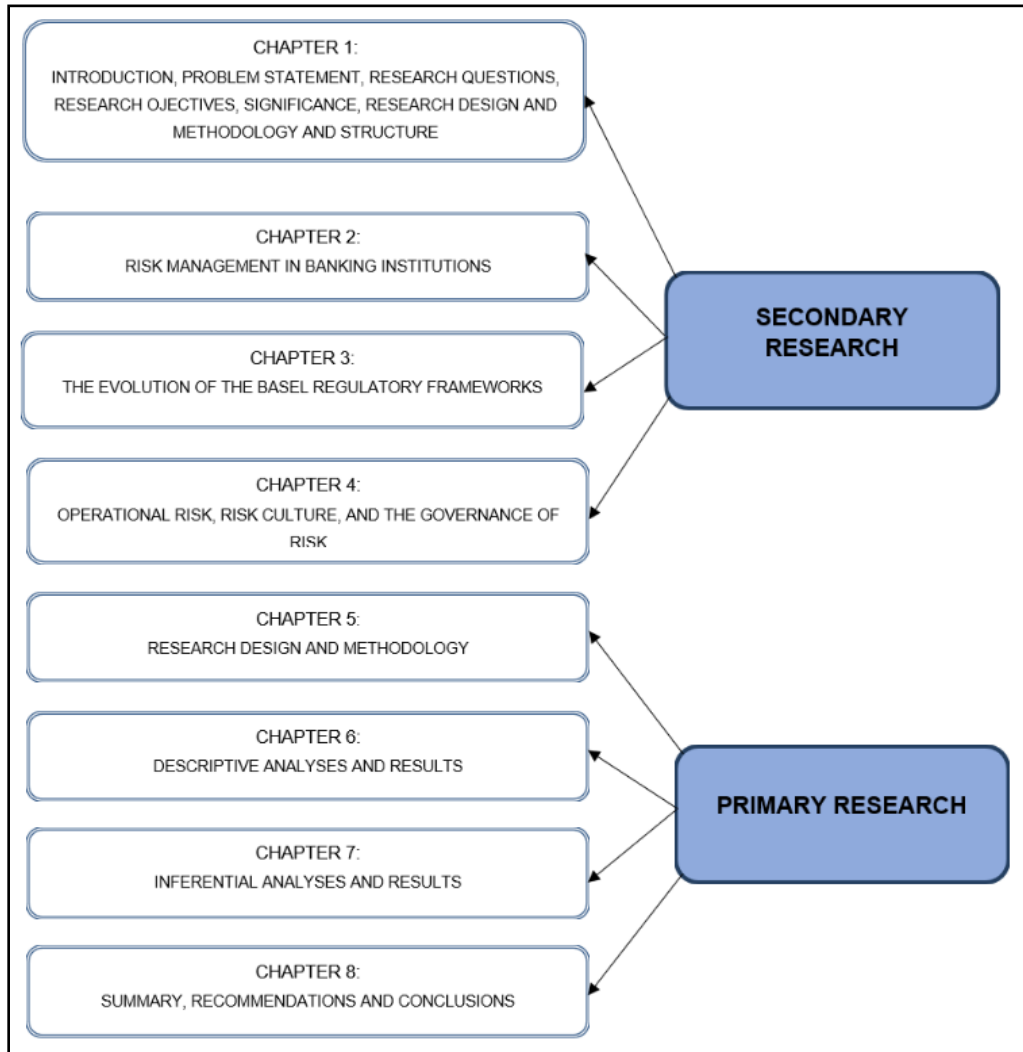 CHAPTER 1:
INTRODUCTION, PROBLEM STATEMENT, RESEARCH QUESTIONS,
RESEARCH OJECTIVES, SIGNIFICANCE, RESEARCH DESIGN AND
METHODOLOGY AND STRUCTURE
CHAPTER 2:
RISK MANAGEMENT IN BANKING INSTITUTIONS
SECONDARY
RESEARCH
CHAPTER 3:
THE EVOLUTION OF THE BASEL REGULATORY FRAMEWORKS
CHAPTER 4:
OPERATIONAL RISK, RISK CULTURE, AND THE GOVERNANCE OF
RISK
CHAPTER 5:
RESEARCH DESIGN AND METHODOLOGY
CHAPTER 6:
DESCRIPTIVE ANALYSES AND RESULTS
PRIMARY RESEARCH
CHAPTER 7:
INFERENTIAL ANALYSES AND RESULTS
CHAPTER 8:
SUMMARY, RECOMMENDATIONS AND CONCLUSIONS